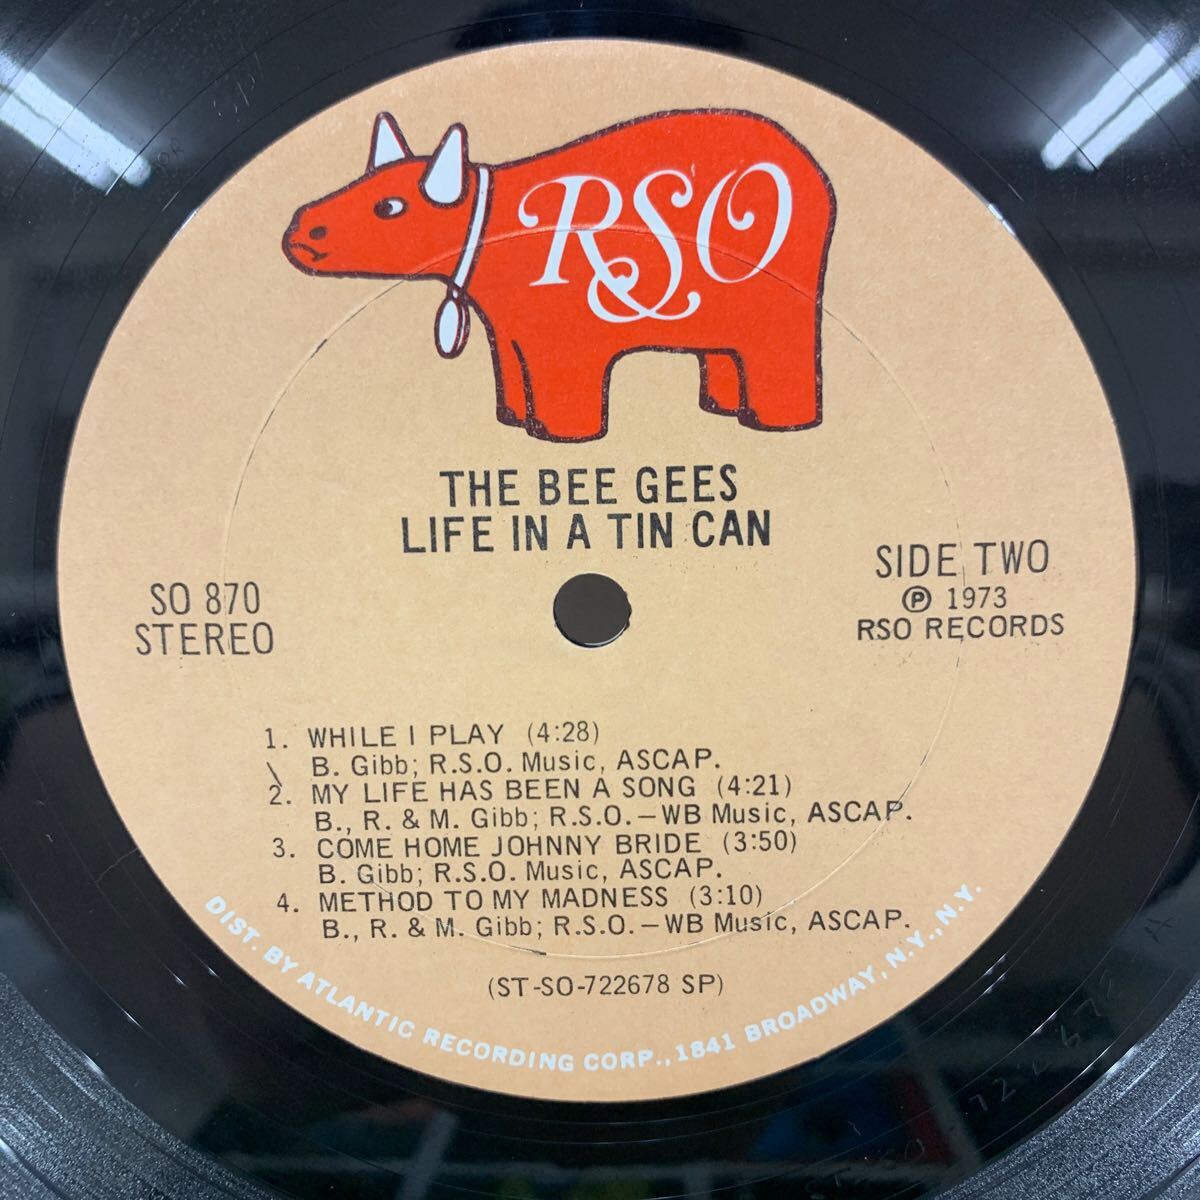 RSO
THE BEE GEES
LIFE IN A TIN CAN
SO 870
STEREO
SIDE TWO
Ⓟ 1973
RSO RECORDS
1. WHILE I PLAY (4:28)
B. Gibb; R.S.O. Music, ASCAP.
2. MY LIFE HAS BEEN A SONG (4:21)
B., R. & M. Gibb; R.S.O.—WB Music, ASCAP.
3. COME HOME JOHNNY BRIDE (3:50)
B. Gibb; R.S.O. Music, ASCAP.
4. METHOD TO MY MADNESS (3:10)
B., R. & M. Gibb; R.S.O.—WB Music, ASCAP.
(ST-SO-722678 SP)
DIST. BY ATLANTIC RECORDING CORP., 1841 BROADWAY, N.Y., N.Y.